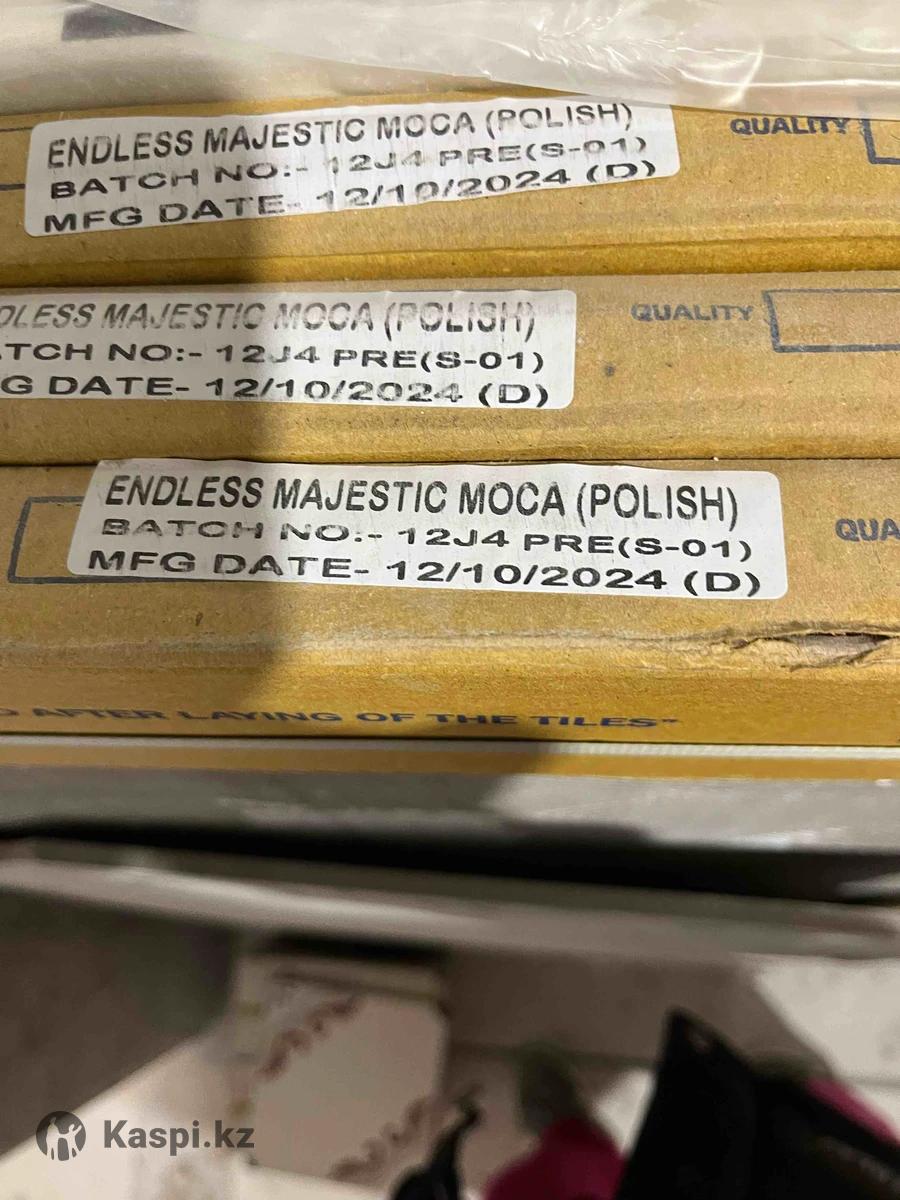 ENDLESS MAJESTIC MOCA (POLISH)
BATCH NO:- 12J4 PRE(S-01)
MFG DATE- 12/10/2024 (D)
QUALITY
DLESS MAJESTIC MOCA (POLISH)
TCH NO:- 12J4 PRE(S-01)
G DATE- 12/10/2024 (D)
QUALITY
ENDLESS MAJESTIC MOCA (POLISH)
BATCH NO:- 12J4 PRE(S-01)
MFG DATE- 12/10/2024 (D)
QUA
AFTER LAYING OF THE TILES"
Kaspi.kz